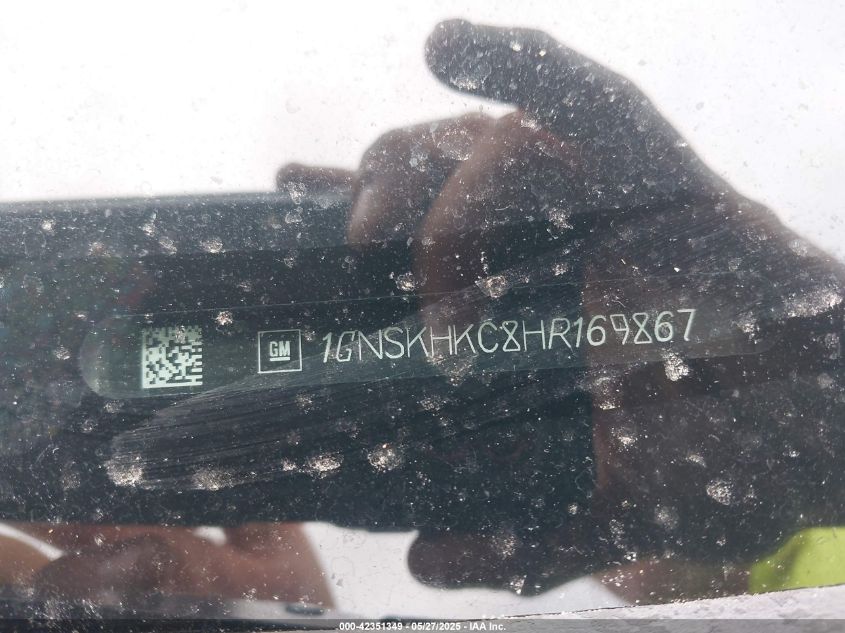 GM 1GNSKHKC8HR169867
000-42351349 - 05/27/2025 - IAA Inc.